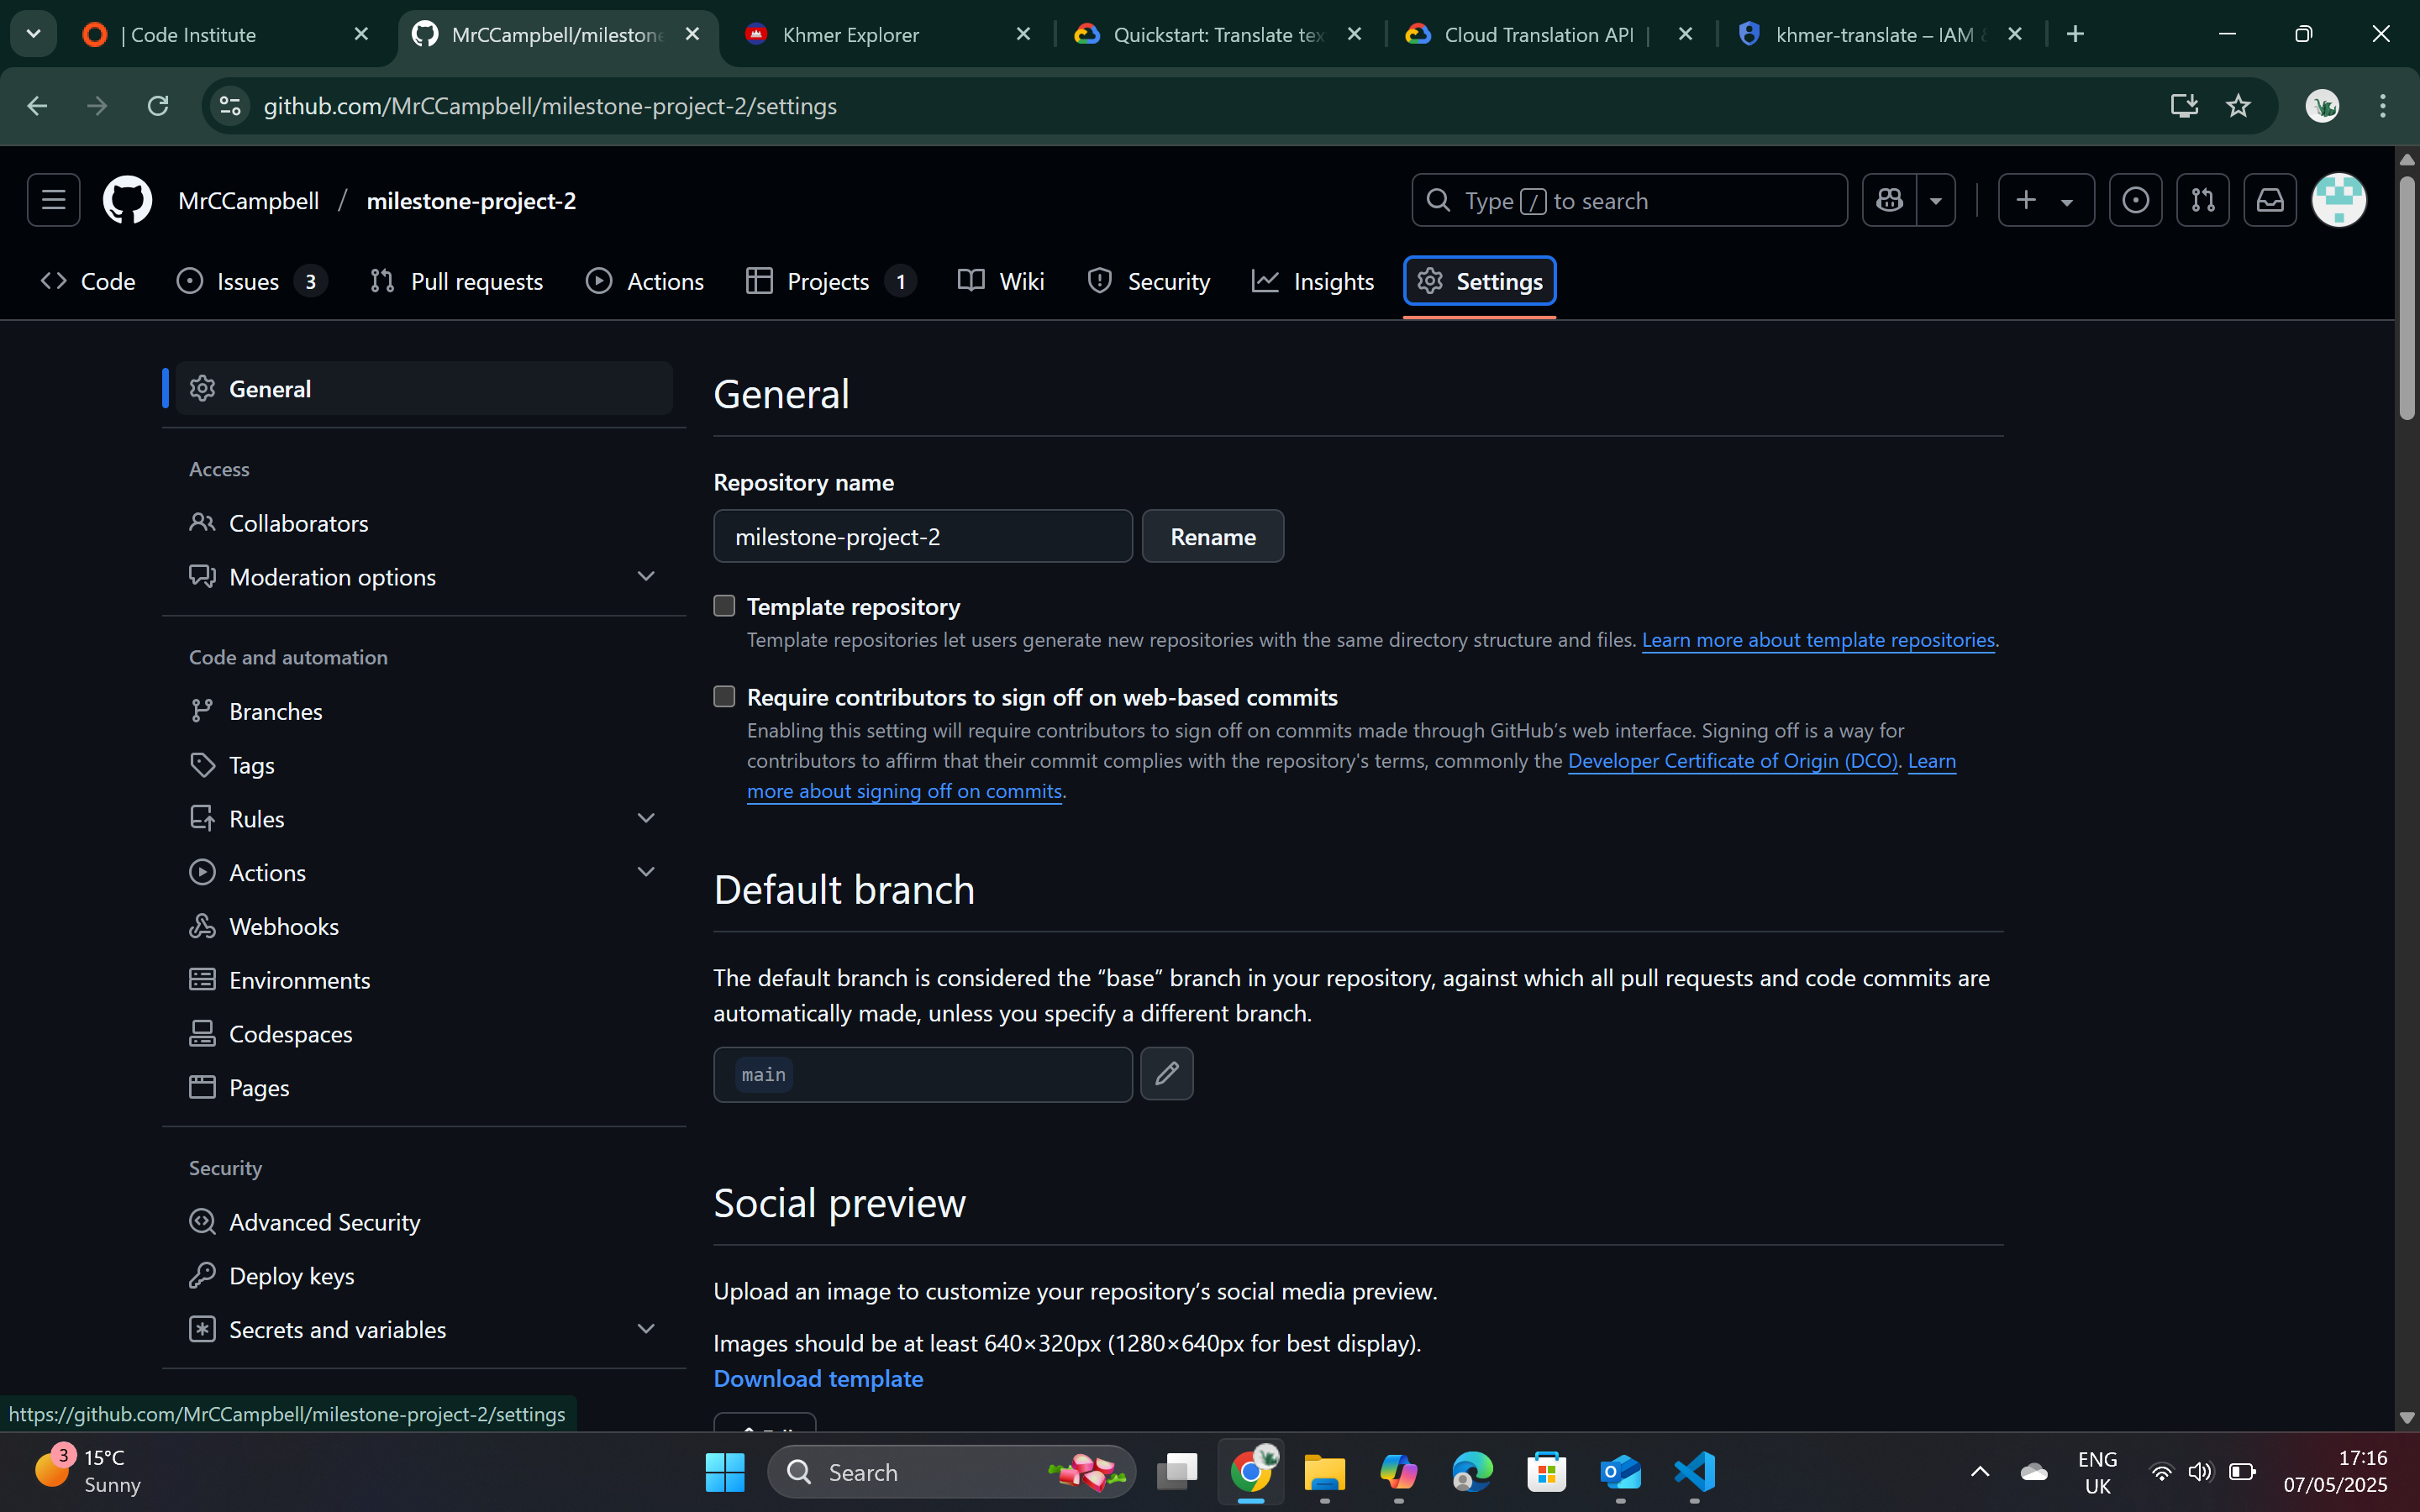 | Code Institute
MrCCampbell/milestone
Khmer Explorer
Quickstart: Translate tex
Cloud Translation API |
khmer-translate – IAM &
github.com/MrCCampbell/milestone-project-2/settings
MrCCampbell / milestone-project-2
Type / to search
Code
Issues 3
Pull requests
Actions
Projects 1
Wiki
Security
Insights
Settings
General
Access
Collaborators
Moderation options
Code and automation
Branches
Tags
Rules
Actions
Webhooks
Environments
Codespaces
Pages
Security
Advanced Security
Deploy keys
Secrets and variables
General
Repository name
milestone-project-2
Rename
Template repository
Template repositories let users generate new repositories with the same directory structure and files. Learn more about template repositories.
Require contributors to sign off on web-based commits
Enabling this setting will require contributors to sign off on commits made through GitHub’s web interface. Signing off is a way for
contributors to affirm that their commit complies with the repository's terms, commonly the Developer Certificate of Origin (DCO). Learn
more about signing off on commits.
Default branch
The default branch is considered the “base” branch in your repository, against which all pull requests and code commits are
automatically made, unless you specify a different branch.
main
Social preview
Upload an image to customize your repository’s social media preview.
Images should be at least 640×320px (1280×640px for best display).
Download template
https://github.com/MrCCampbell/milestone-project-2/settings
3
15°C
Sunny
Search
ENG
UK
17:16
07/05/2025